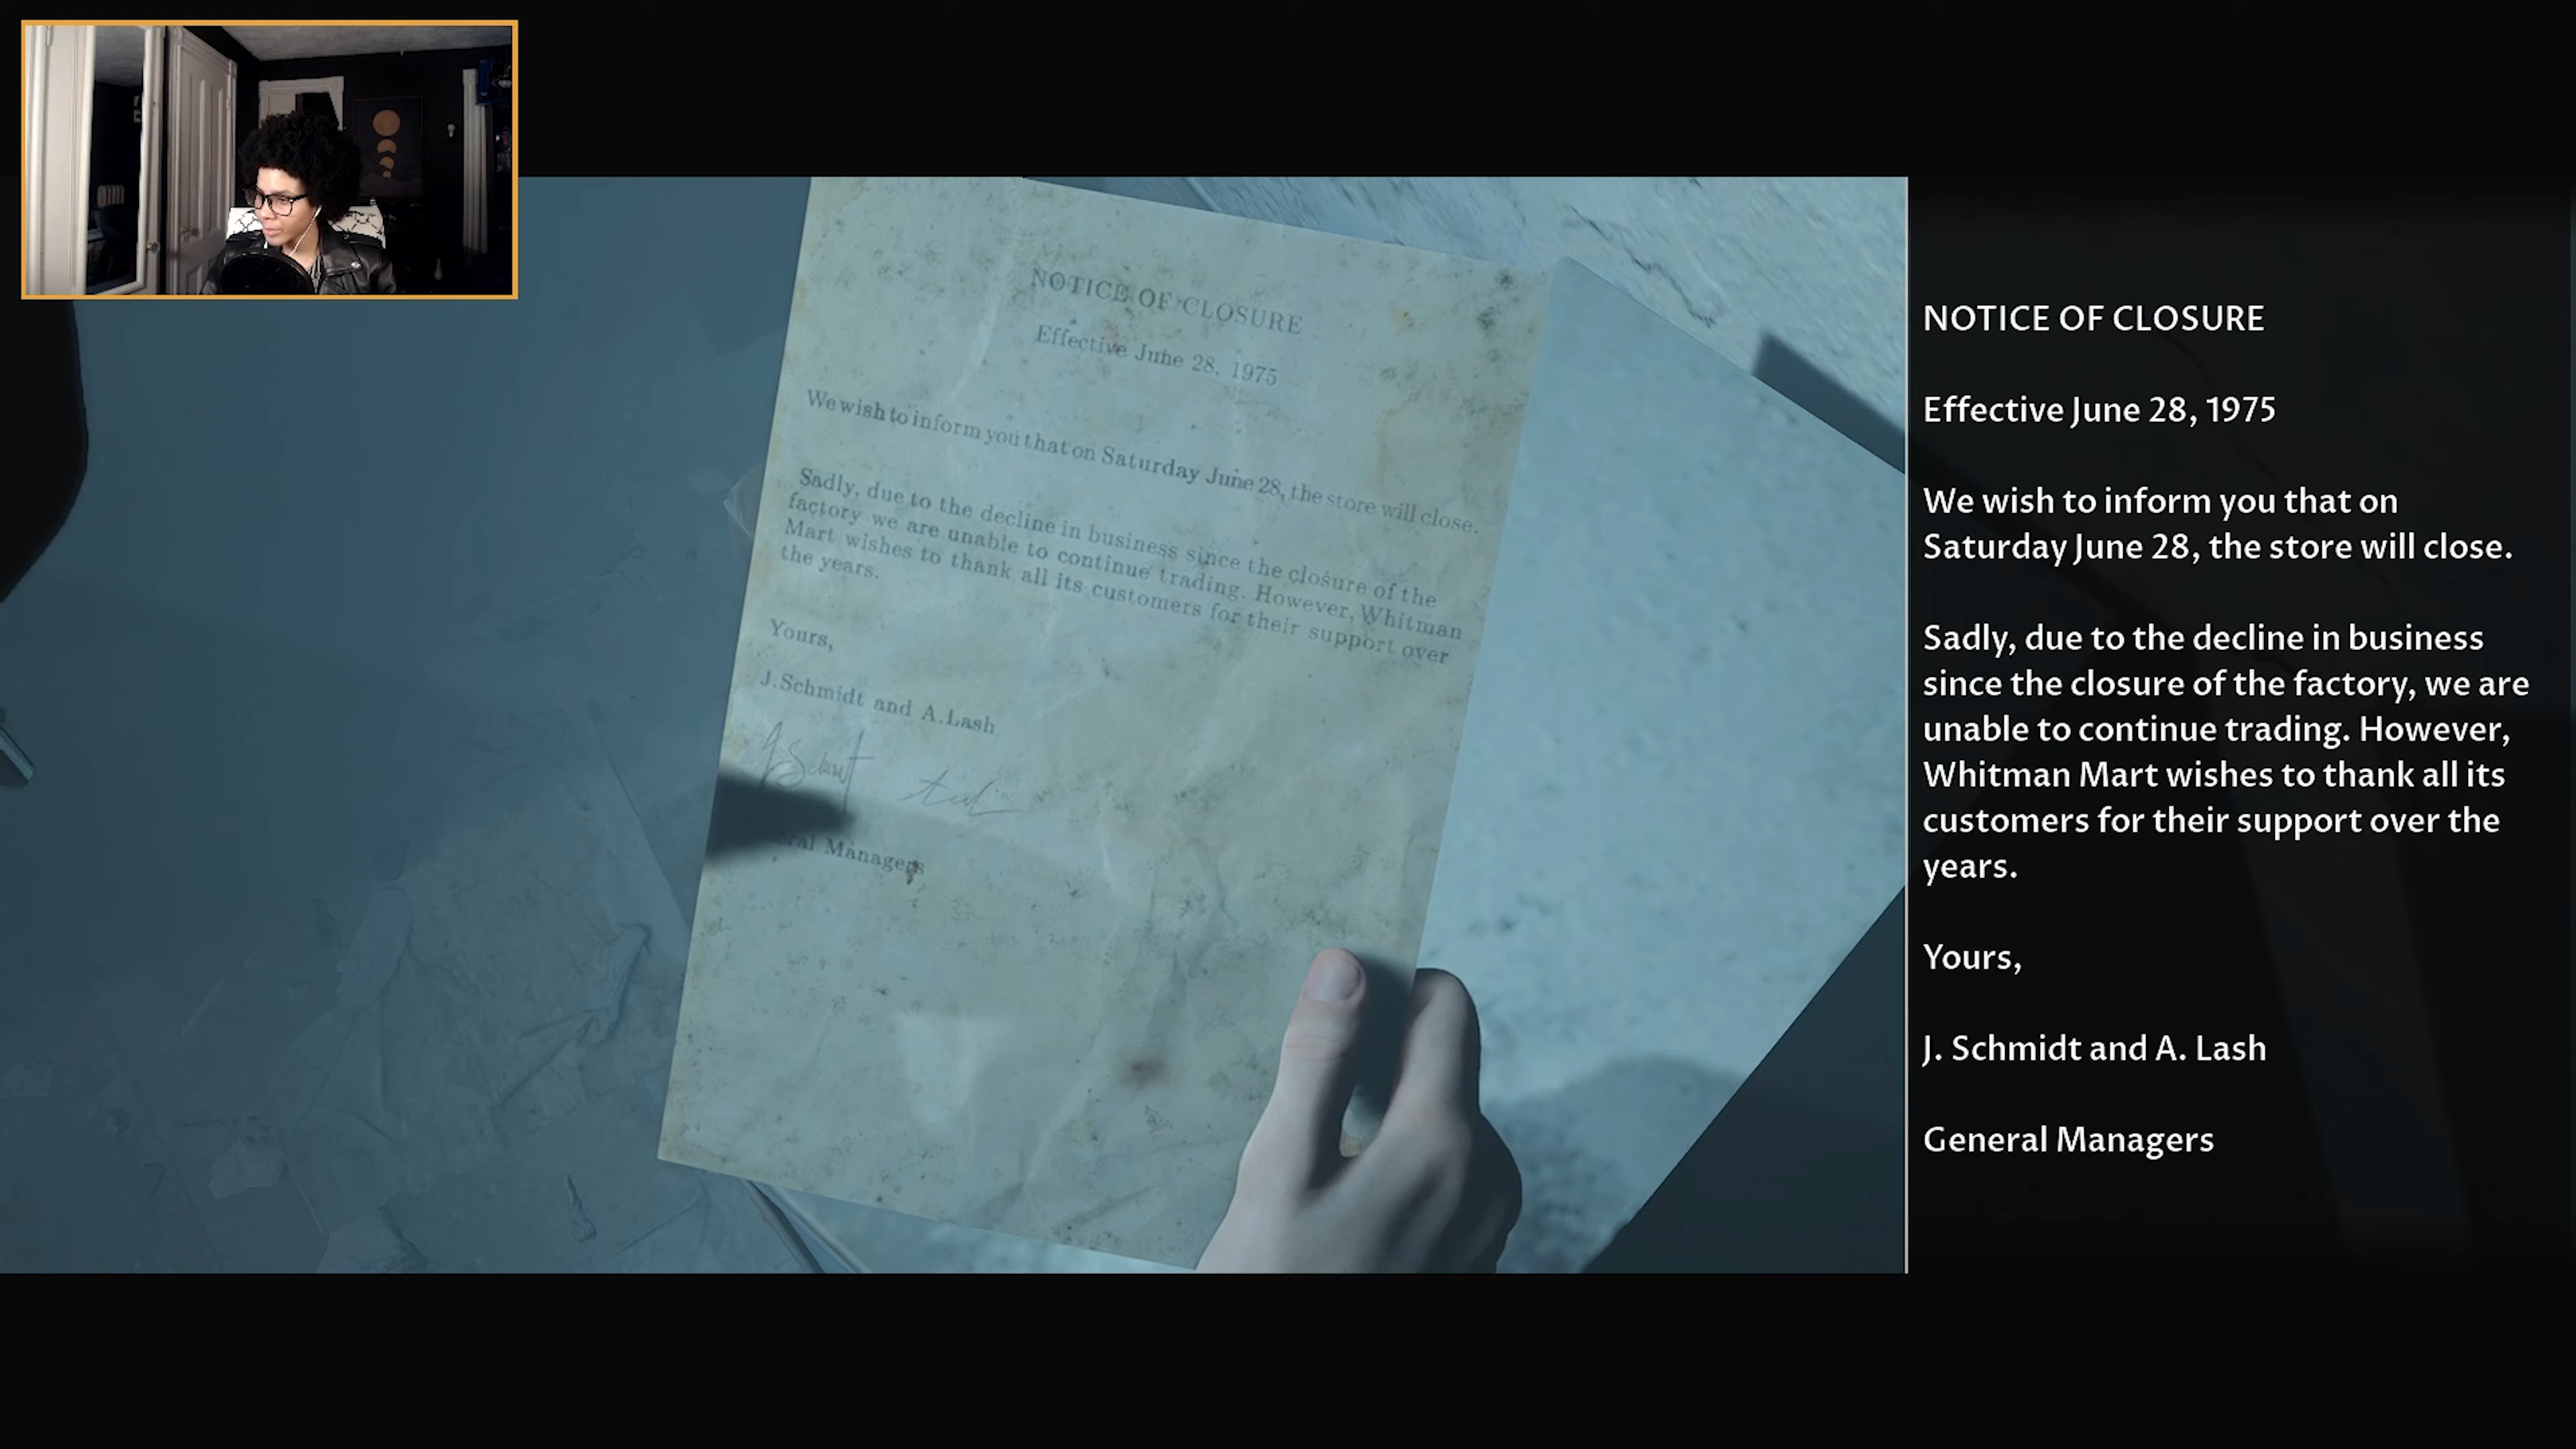 NOTICE OF CLOSURE
Effective June 28, 1975
We wish to inform you that on Saturday June 28, the store will close.
Sadly, due to the decline in business since the closure of the
factory we are unable to continue trading. However, Whitman
Mart wishes to thank all its customers for their support over
the years.
Yours,
J.Schmidt and A.Lash
Managers
NOTICE OF CLOSURE
Effective June 28, 1975
We wish to inform you that on
Saturday June 28, the store will close.
Sadly, due to the decline in business
since the closure of the factory, we are
unable to continue trading. However,
Whitman Mart wishes to thank all its
customers for their support over the
years.
Yours,
J. Schmidt and A. Lash
General Managers